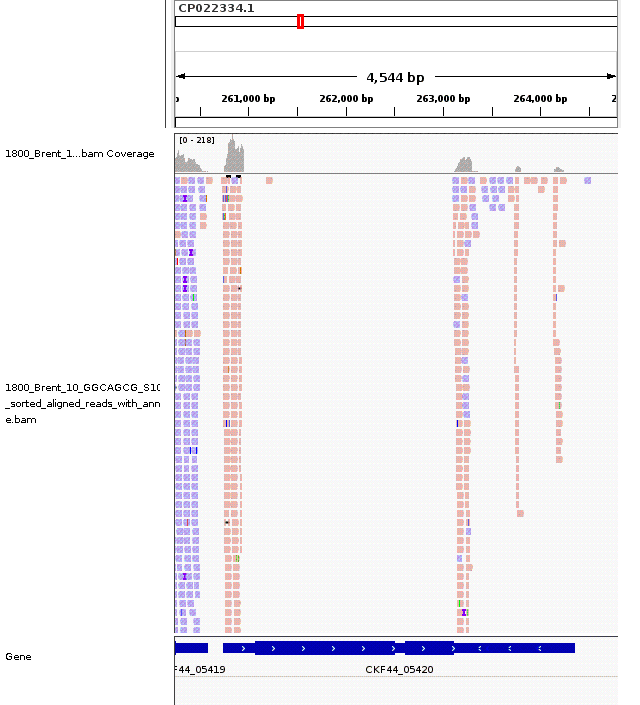 CP022334.1
4,544 bp
261,000 bp 262,000 bp 263,000 bp 264,000 bp 2
[0 - 218]
1800_Brent_1...bam Coverage
1800_Brent_10_GGCAGCG_S10
_sorted_aligned_reads_with_ann
e.bam
Gene
F44_05419 CKF44_05420